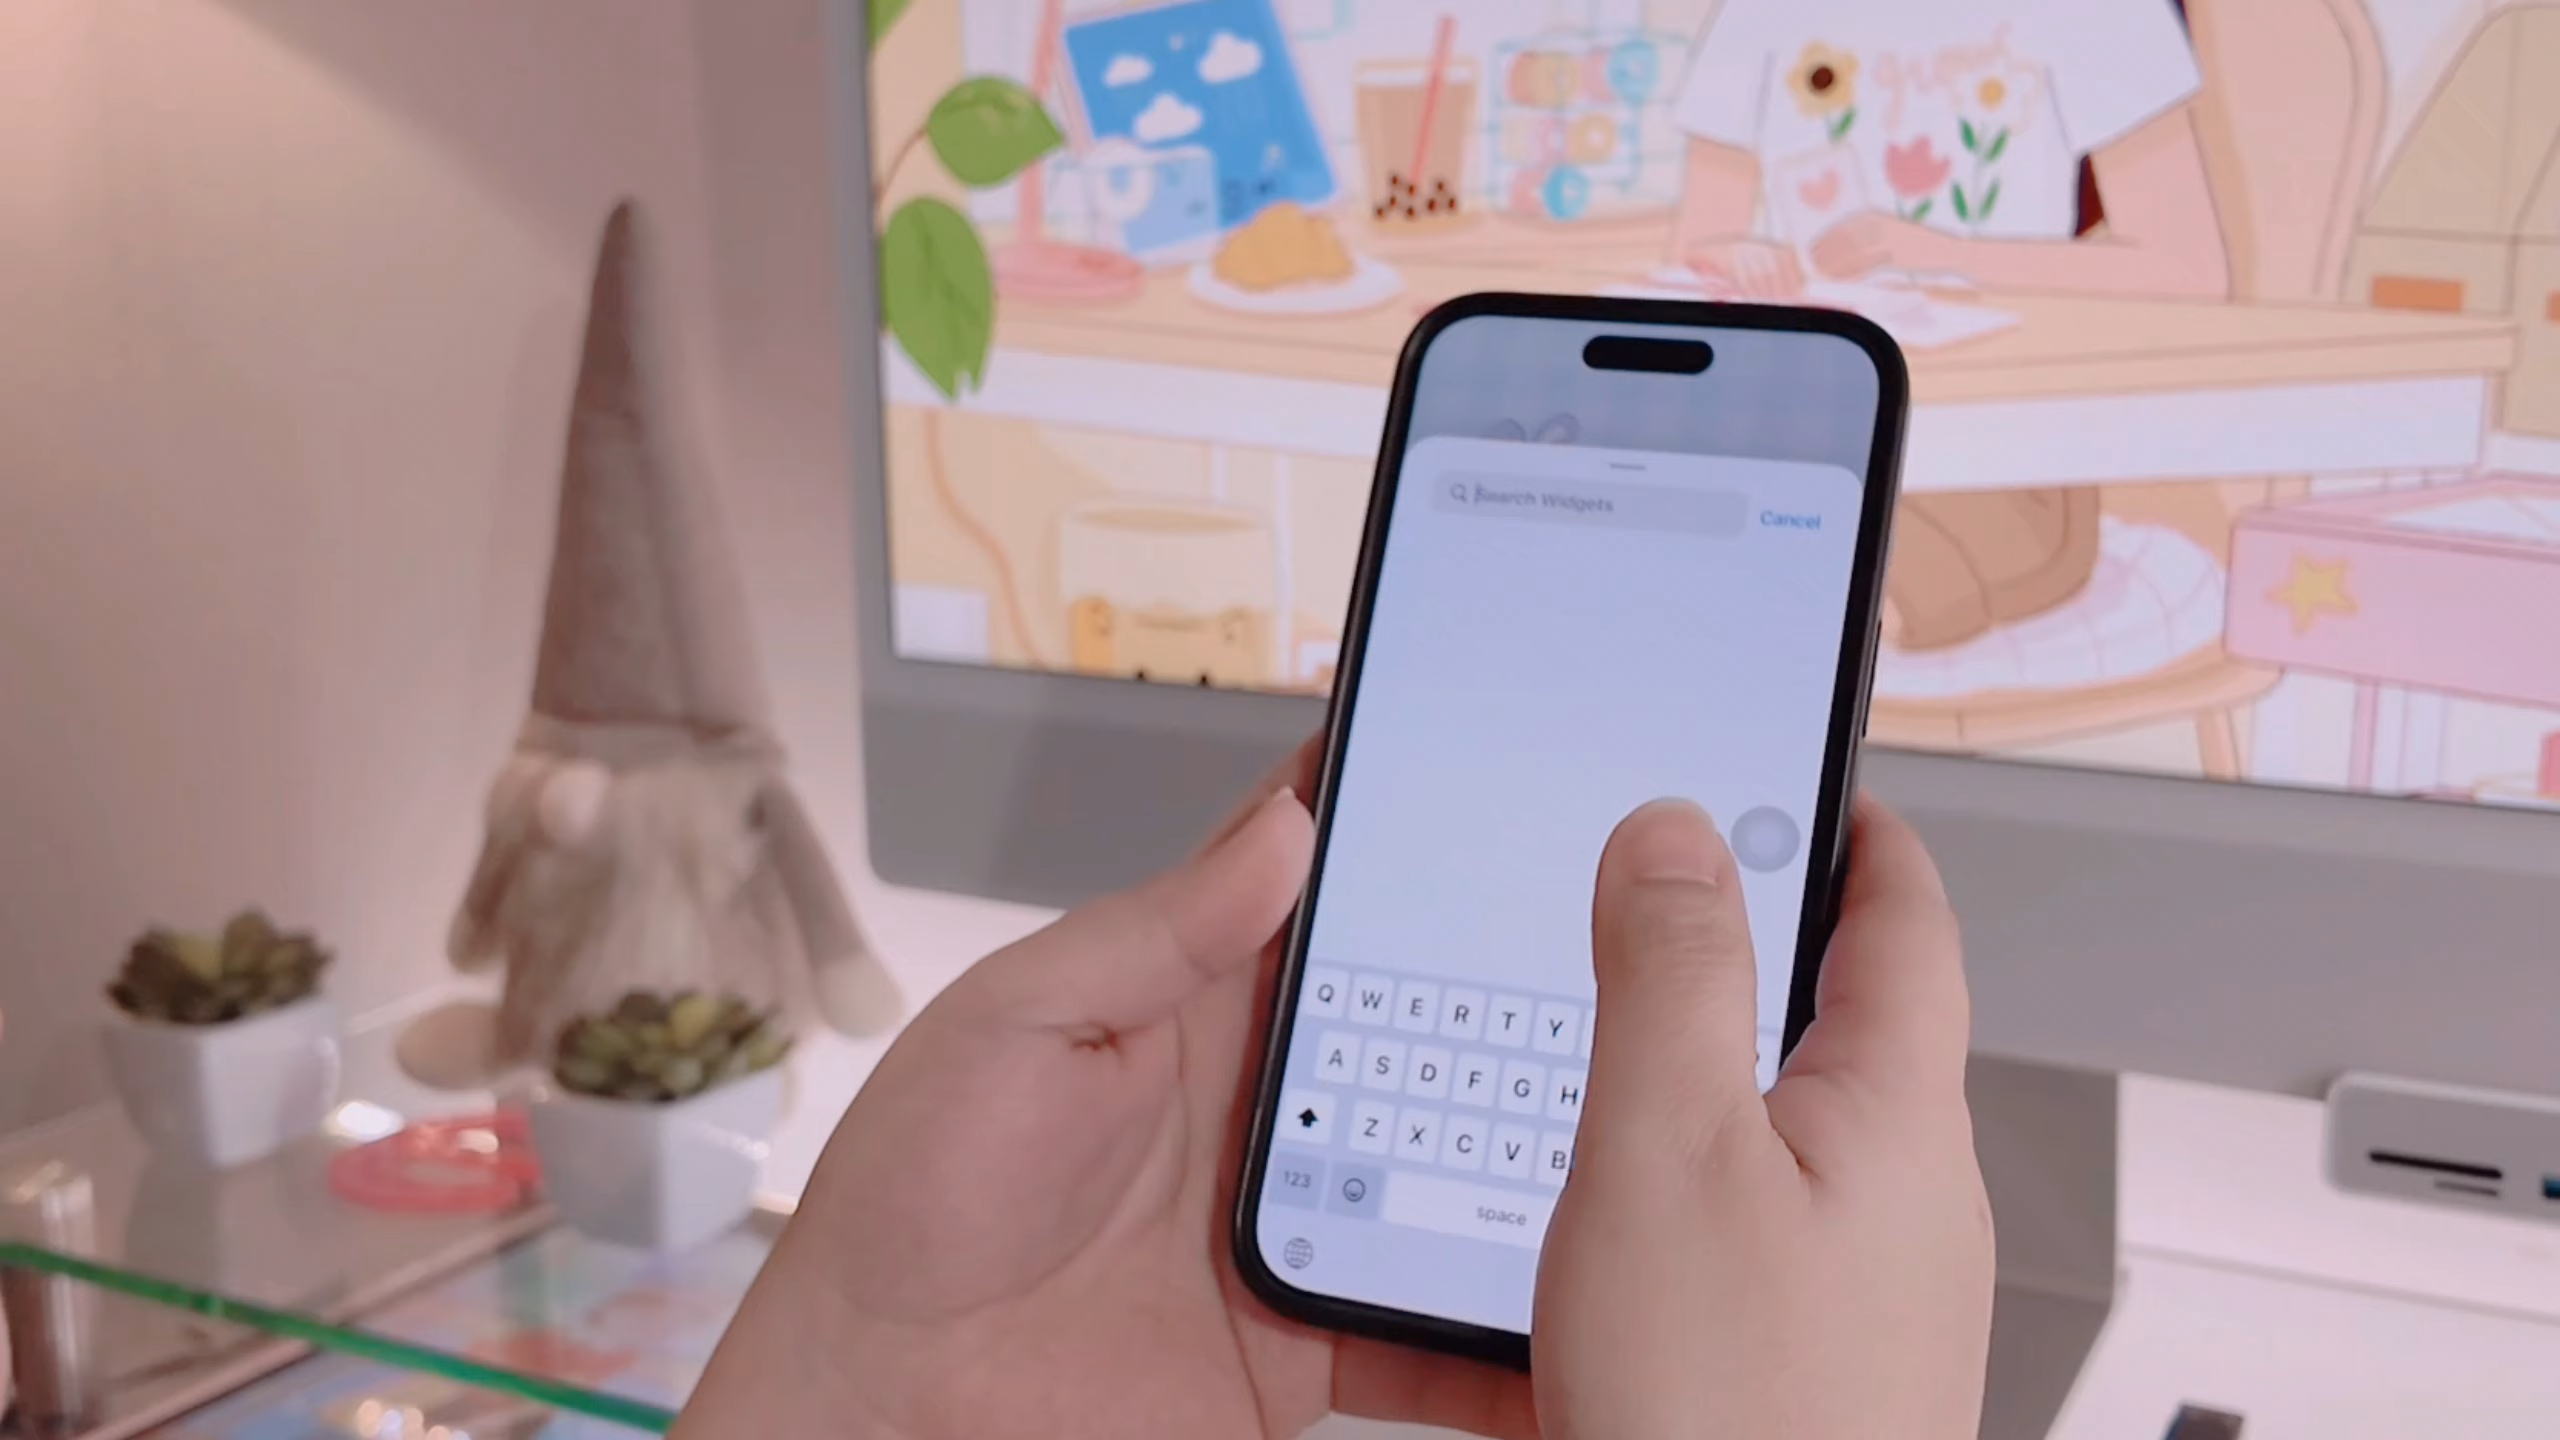 Search Widgets
Cancel
Q W E R T Y
A S D F G H
Z X C V B
123
space